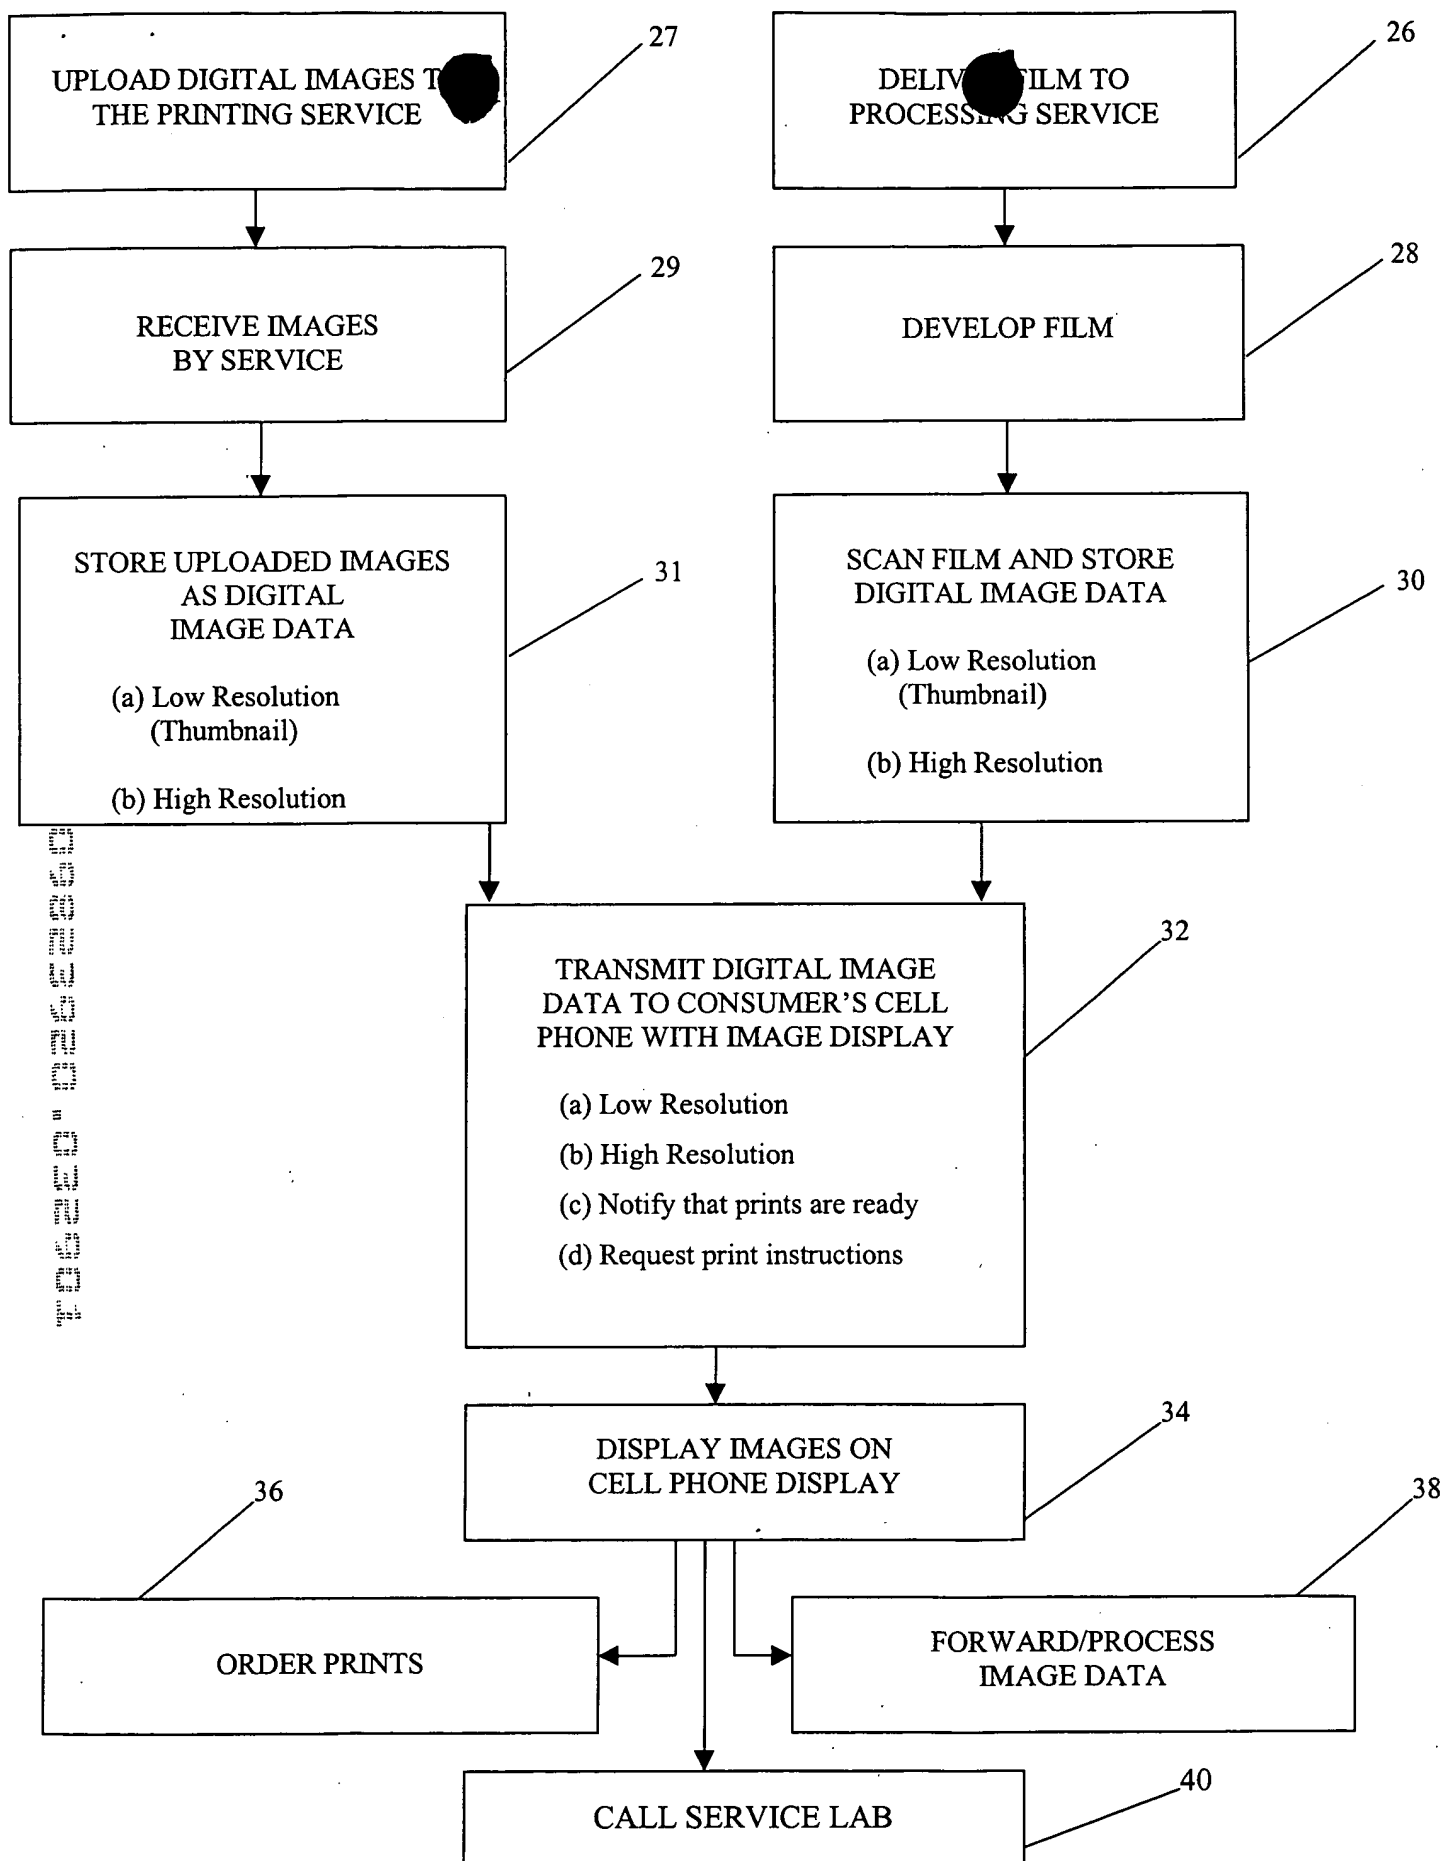 UPLOAD DIGITAL IMAGES
THE PRINTING SERVICE
27
FILM TO
PROCESSING SERVICE
26
RECEIVE IMAGES
BY SERVICE
29
DEVELOP FILM
28
STORE UPLOADED IMAGES
AS DIGITAL
IMAGE DATA
(a) Low Resolution
(Thumbnail)
(b) High Resolution
31
SCAN FILM AND STORE
DIGITAL IMAGE DATA
(a) Low Resolution
(Thumbnail)
(b) High Resolution
30
TRANSMIT DIGITAL IMAGE
DATA TO CONSUMER'S CELL
PHONE WITH IMAGE DISPLAY
(a) Low Resolution
(b) High Resolution
(c) Notify that prints are ready
(d) Request print instructions
32
DISPLAY IMAGES ON
CELL PHONE DISPLAY
34
36
38
ORDER PRINTS
FORWARD/PROCESS
IMAGE DATA
CALL SERVICE LAB
40